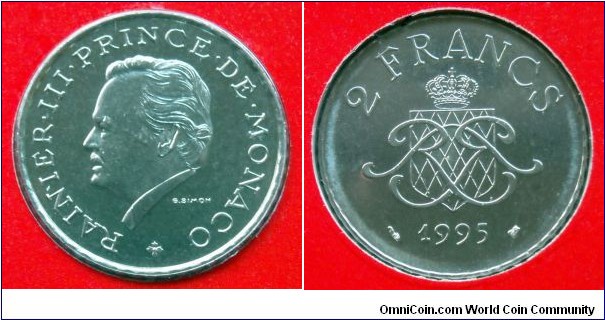 RAINIER·III·PRINCE·DE·MONACO
G.SIMON
2 FRANCS
1995
OmniCoin.com World Coin Community